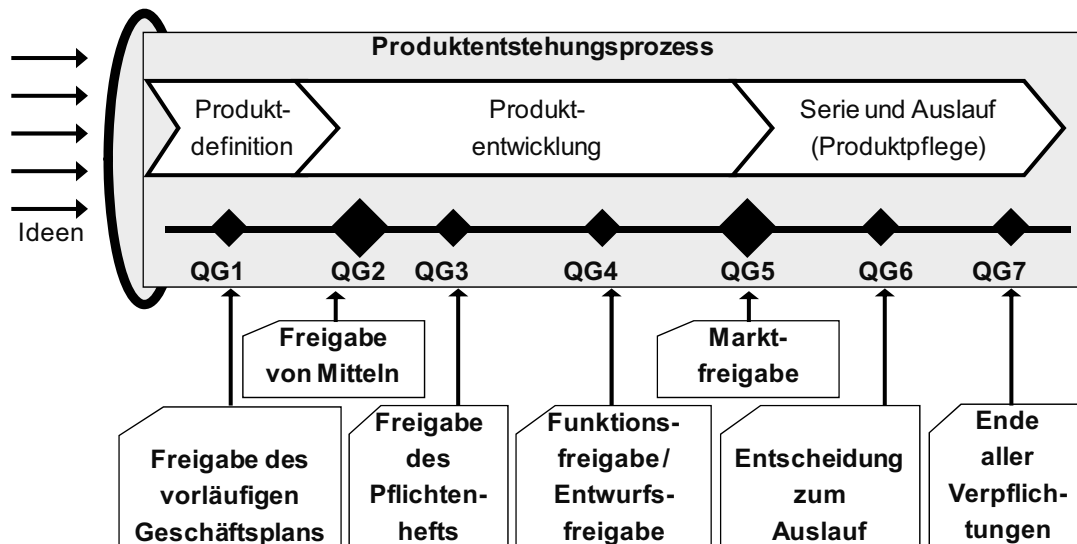 Produktentstehungsprozess
Produkt-
definition
Produkt-
entwicklung
Serie und Auslauf
(Produktpflege)
Ideen
QG1
QG2
QG3
QG4
QG5
QG6
QG7
Freigabe
von Mitteln
Markt-
freigabe
Freigabe des
vorläufigen
Geschäftsplans
Freigabe
des
Pflichten-
hefts
Funktions-
freigabe/
Entwurfs-
freigabe
Entscheidung
zum
Auslauf
Ende
aller
Verpflich-
tungen